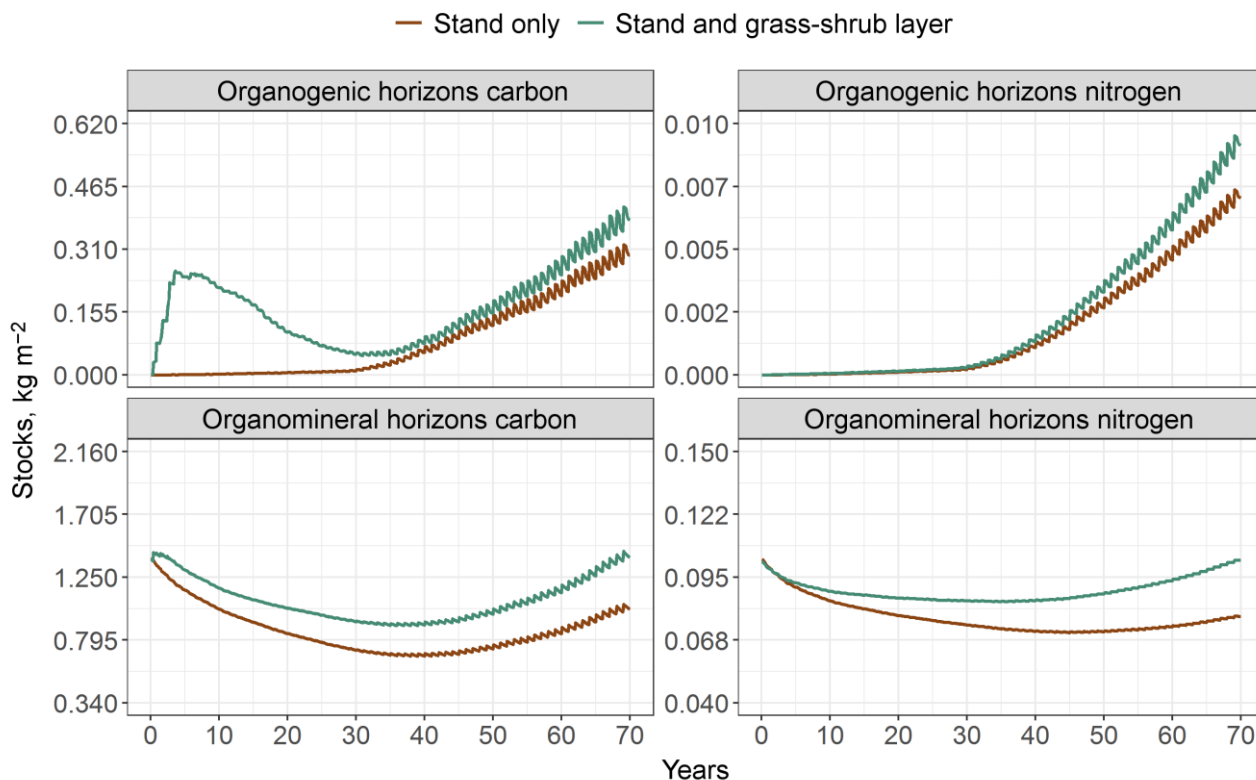 Stand only Stand and grass-shrub layer
Organogenic horizons carbon Organogenic horizons nitrogen
0.620 0.010
0.465 0.007
0.310 0.005
0.155 0.002
0.000 0.000
Stocks, kg m⁻²
Organomineral horizons carbon Organomineral horizons nitrogen
2.160 0.150
1.705 0.122
1.250 0.095
0.795 0.068
0.340 0.040
0 10 20 30 40 50 60 70 0 10 20 30 40 50 60 70
Years